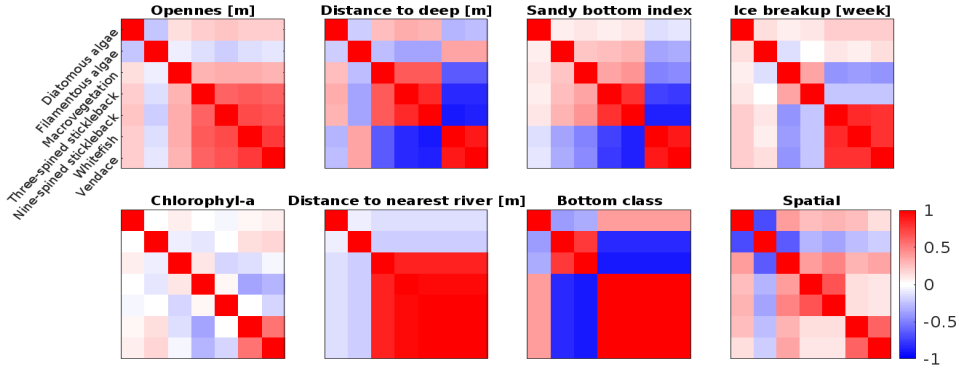 Opennes [m]
Distance to deep [m]
Sandy bottom index
Ice breakup [week]
Diatomous algae
Filamentous algae
Macrovegetation
Three-spined stickleback
Nine-spined stickleback
Whitefish
Vendace
Chlorophyl-a
Distance to nearest river [m]
Bottom class
Spatial
1
0.5
0
-0.5
-1